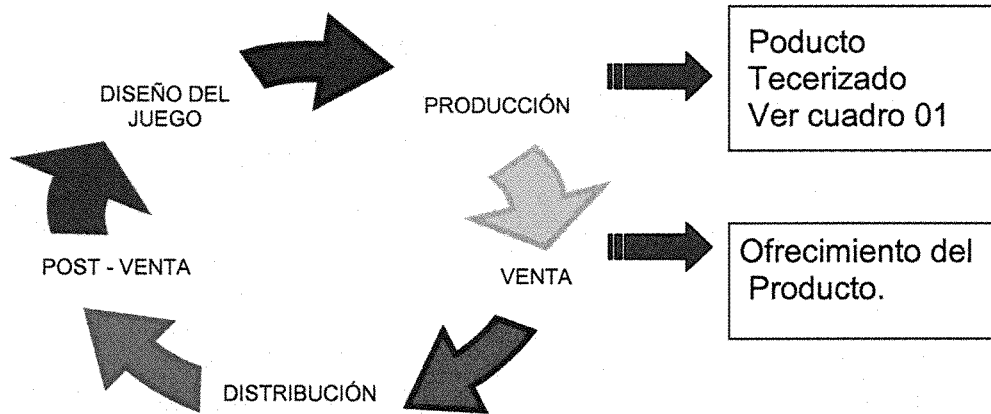 DISEÑO DEL
JUEGO
PRODUCCIÓN
Poducto
Tecerizado
Ver cuadro 01
VENTA
Ofrecimiento del
Producto.
DISTRIBUCIÓN
POST - VENTA